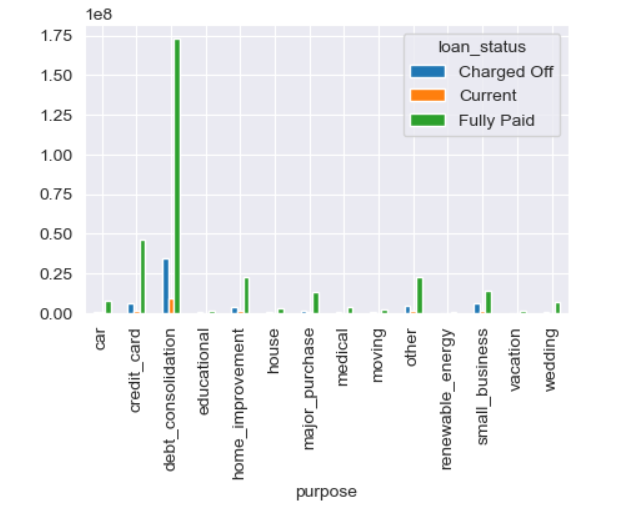 1e8
1.75
1.50
1.25
1.00
0.75
0.50
0.25
0.00
loan_status
Charged Off
Current
Fully Paid
car
credit_card
debt_consolidation
educational
home_improvement
house
major_purchase
medical
moving
other
renewable_energy
small_business
vacation
wedding
purpose